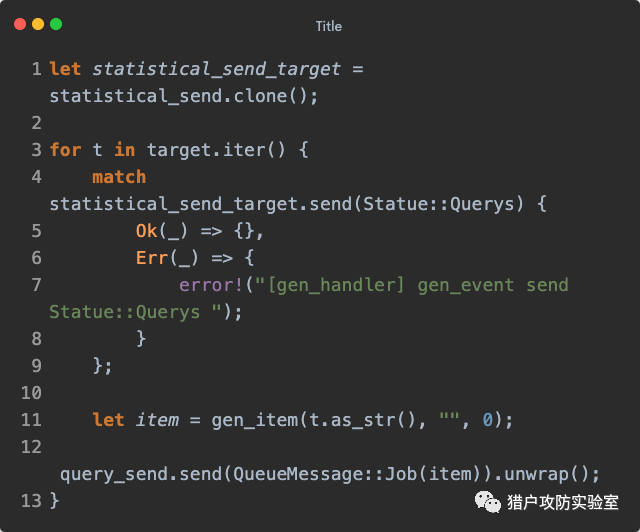 Title
1 let statistical_send_target =
statistical_send.clone();
2
3 for t in target.iter() {
4     match
statistical_send_target.send(Statue::Querys) {
5         Ok(_) => {},
6         Err(_) => {
7             error!("[gen_handler] gen_event send
Statue::Querys ");
8         }
9     };
10
11     let item = gen_item(t.as_str(), "", 0);
12
query_send.send(QueueMessage::Job(item)).unwrap();
13 }
猎户攻防实验室